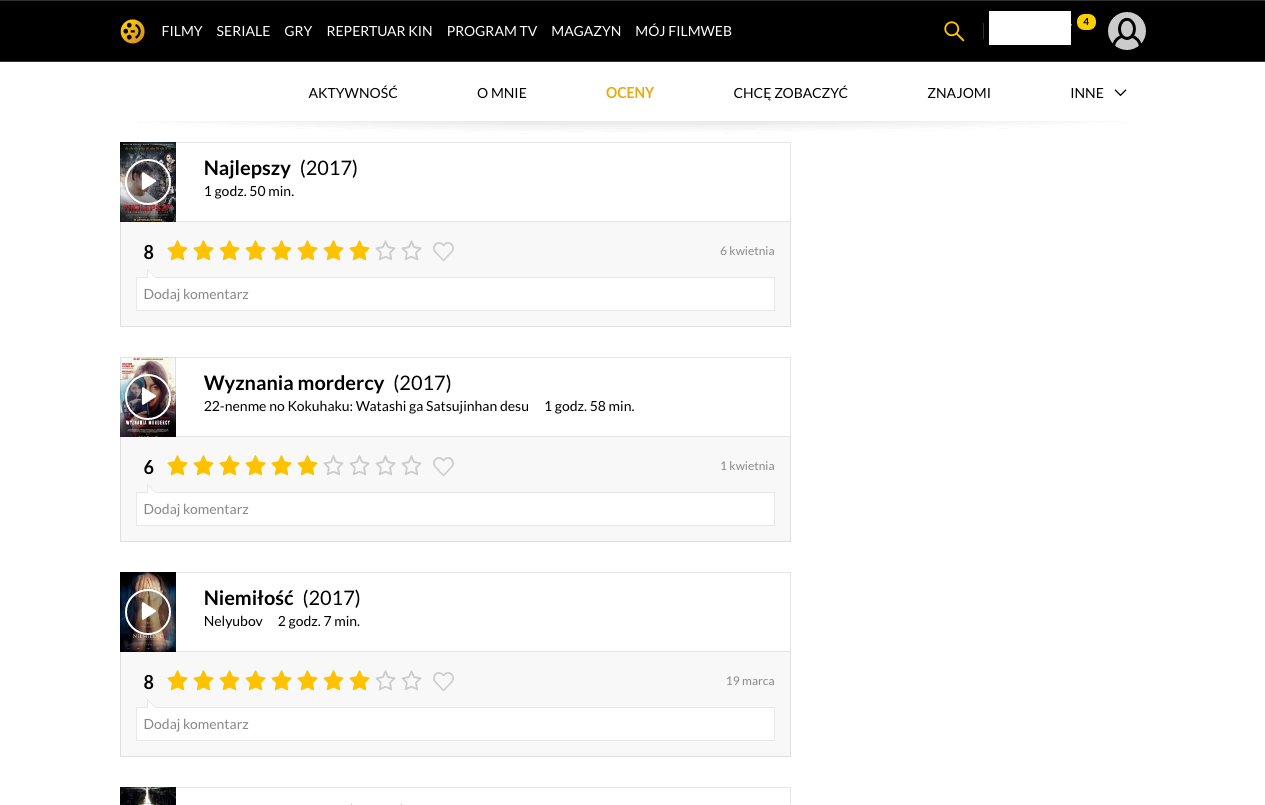 FILMY SERIALE GRY REPERTUAR KIN PROGRAM TV MAGAZYN MÓJ FILMWEB 4
AKTYWNOŚĆ O MNIE OCENY CHCĘ ZOBACZYĆ ZNAJOMI INNE
Najlepszy (2017)
1 godz. 50 min.
8 6 kwietnia
Dodaj komentarz
Wyznania mordercy (2017)
22-nenme no Kokuhaku: Watashi ga Satsujinhan desu 1 godz. 58 min.
WYZNANIA MORDERCY
6 1 kwietnia
Dodaj komentarz
Niemiłość (2017)
Nelyubov 2 godz. 7 min.
NIEMIŁOŚĆ
8 19 marca
Dodaj komentarz